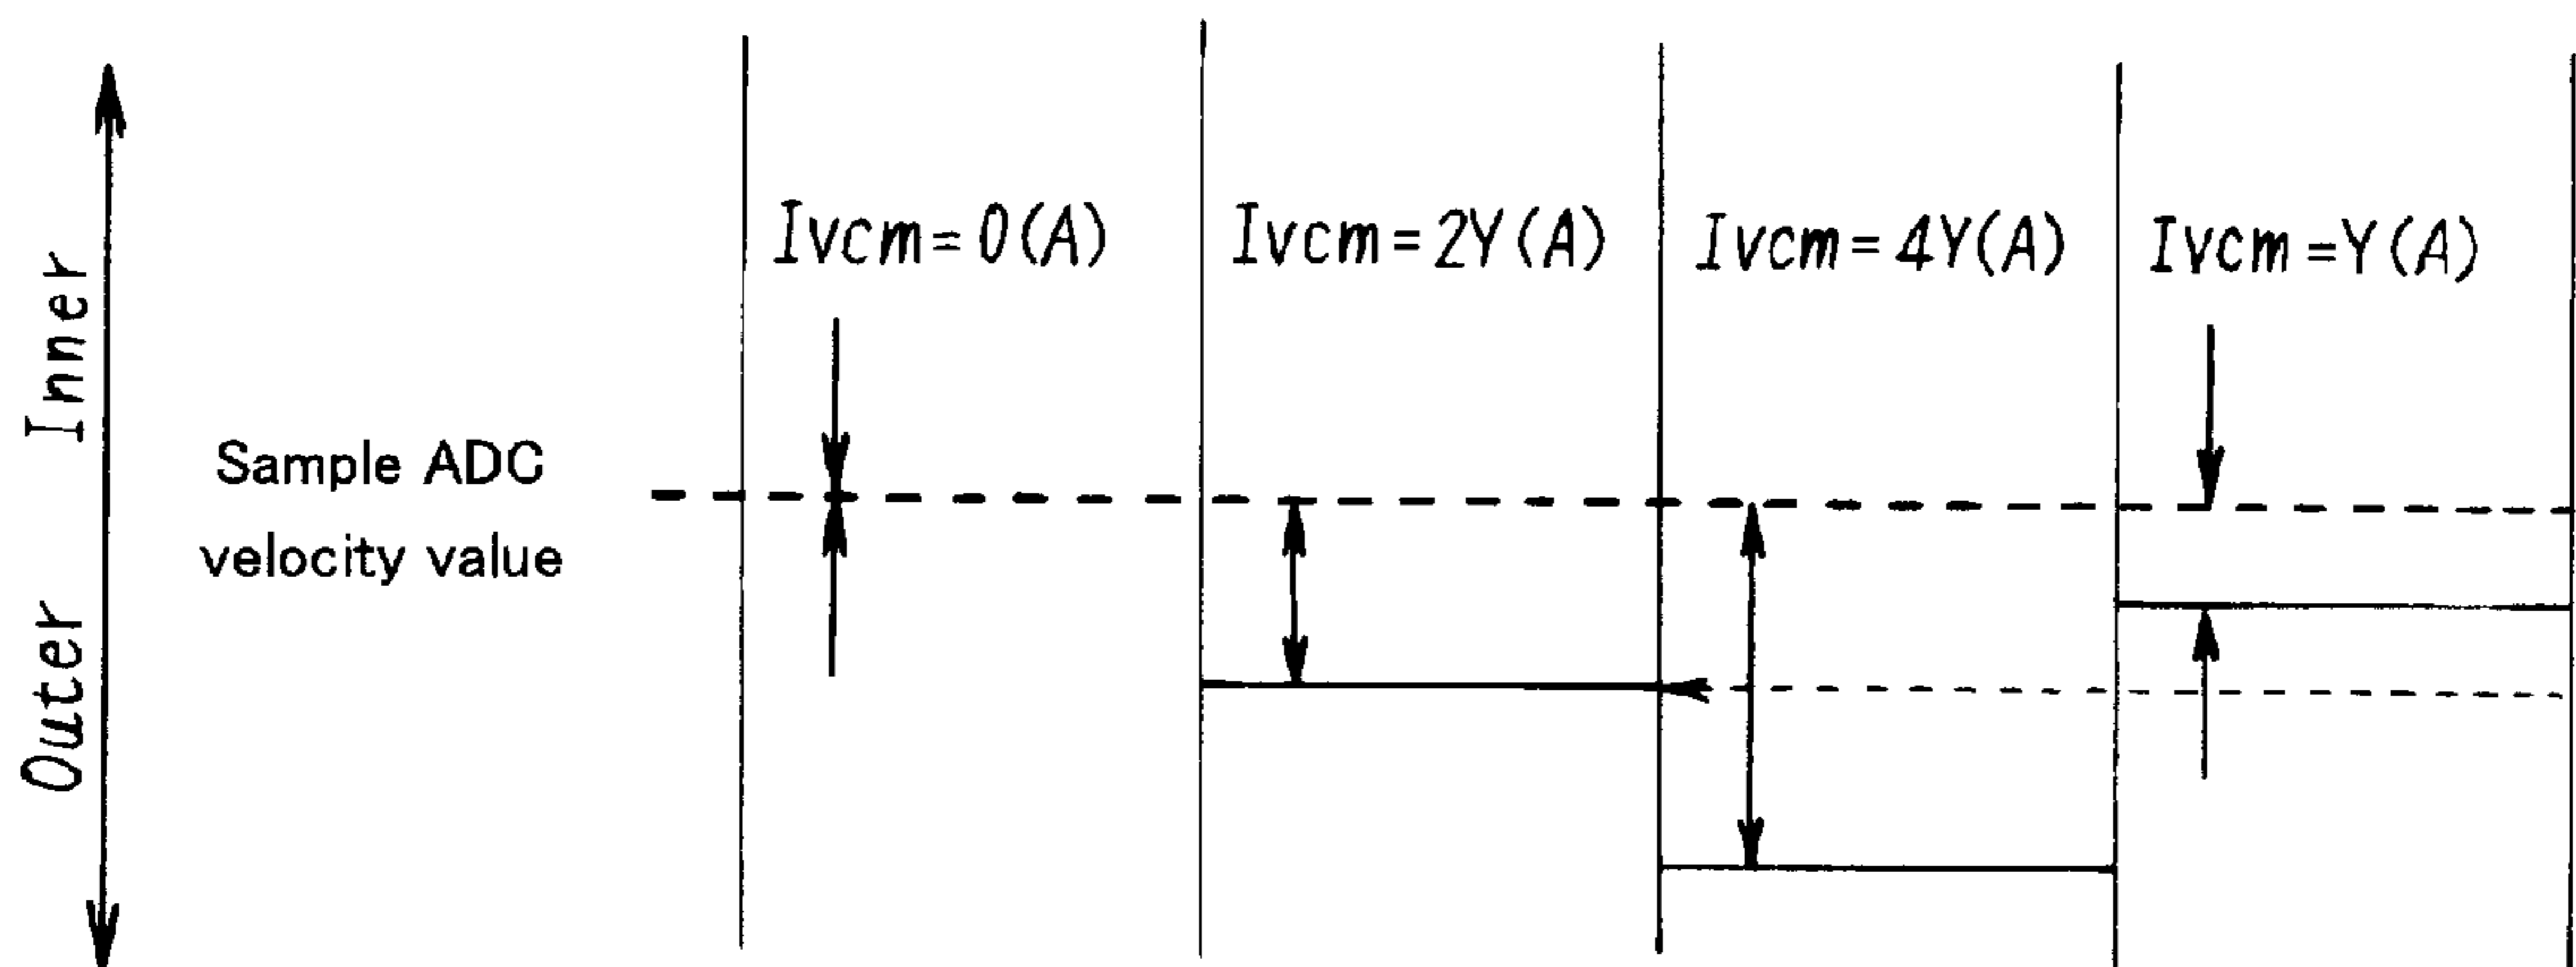 Inner
Outer
Sample ADC
velocity value
Ivcm=0(A)
Ivcm=2Y(A)
Ivcm=4Y(A)
Ivcm=Y(A)